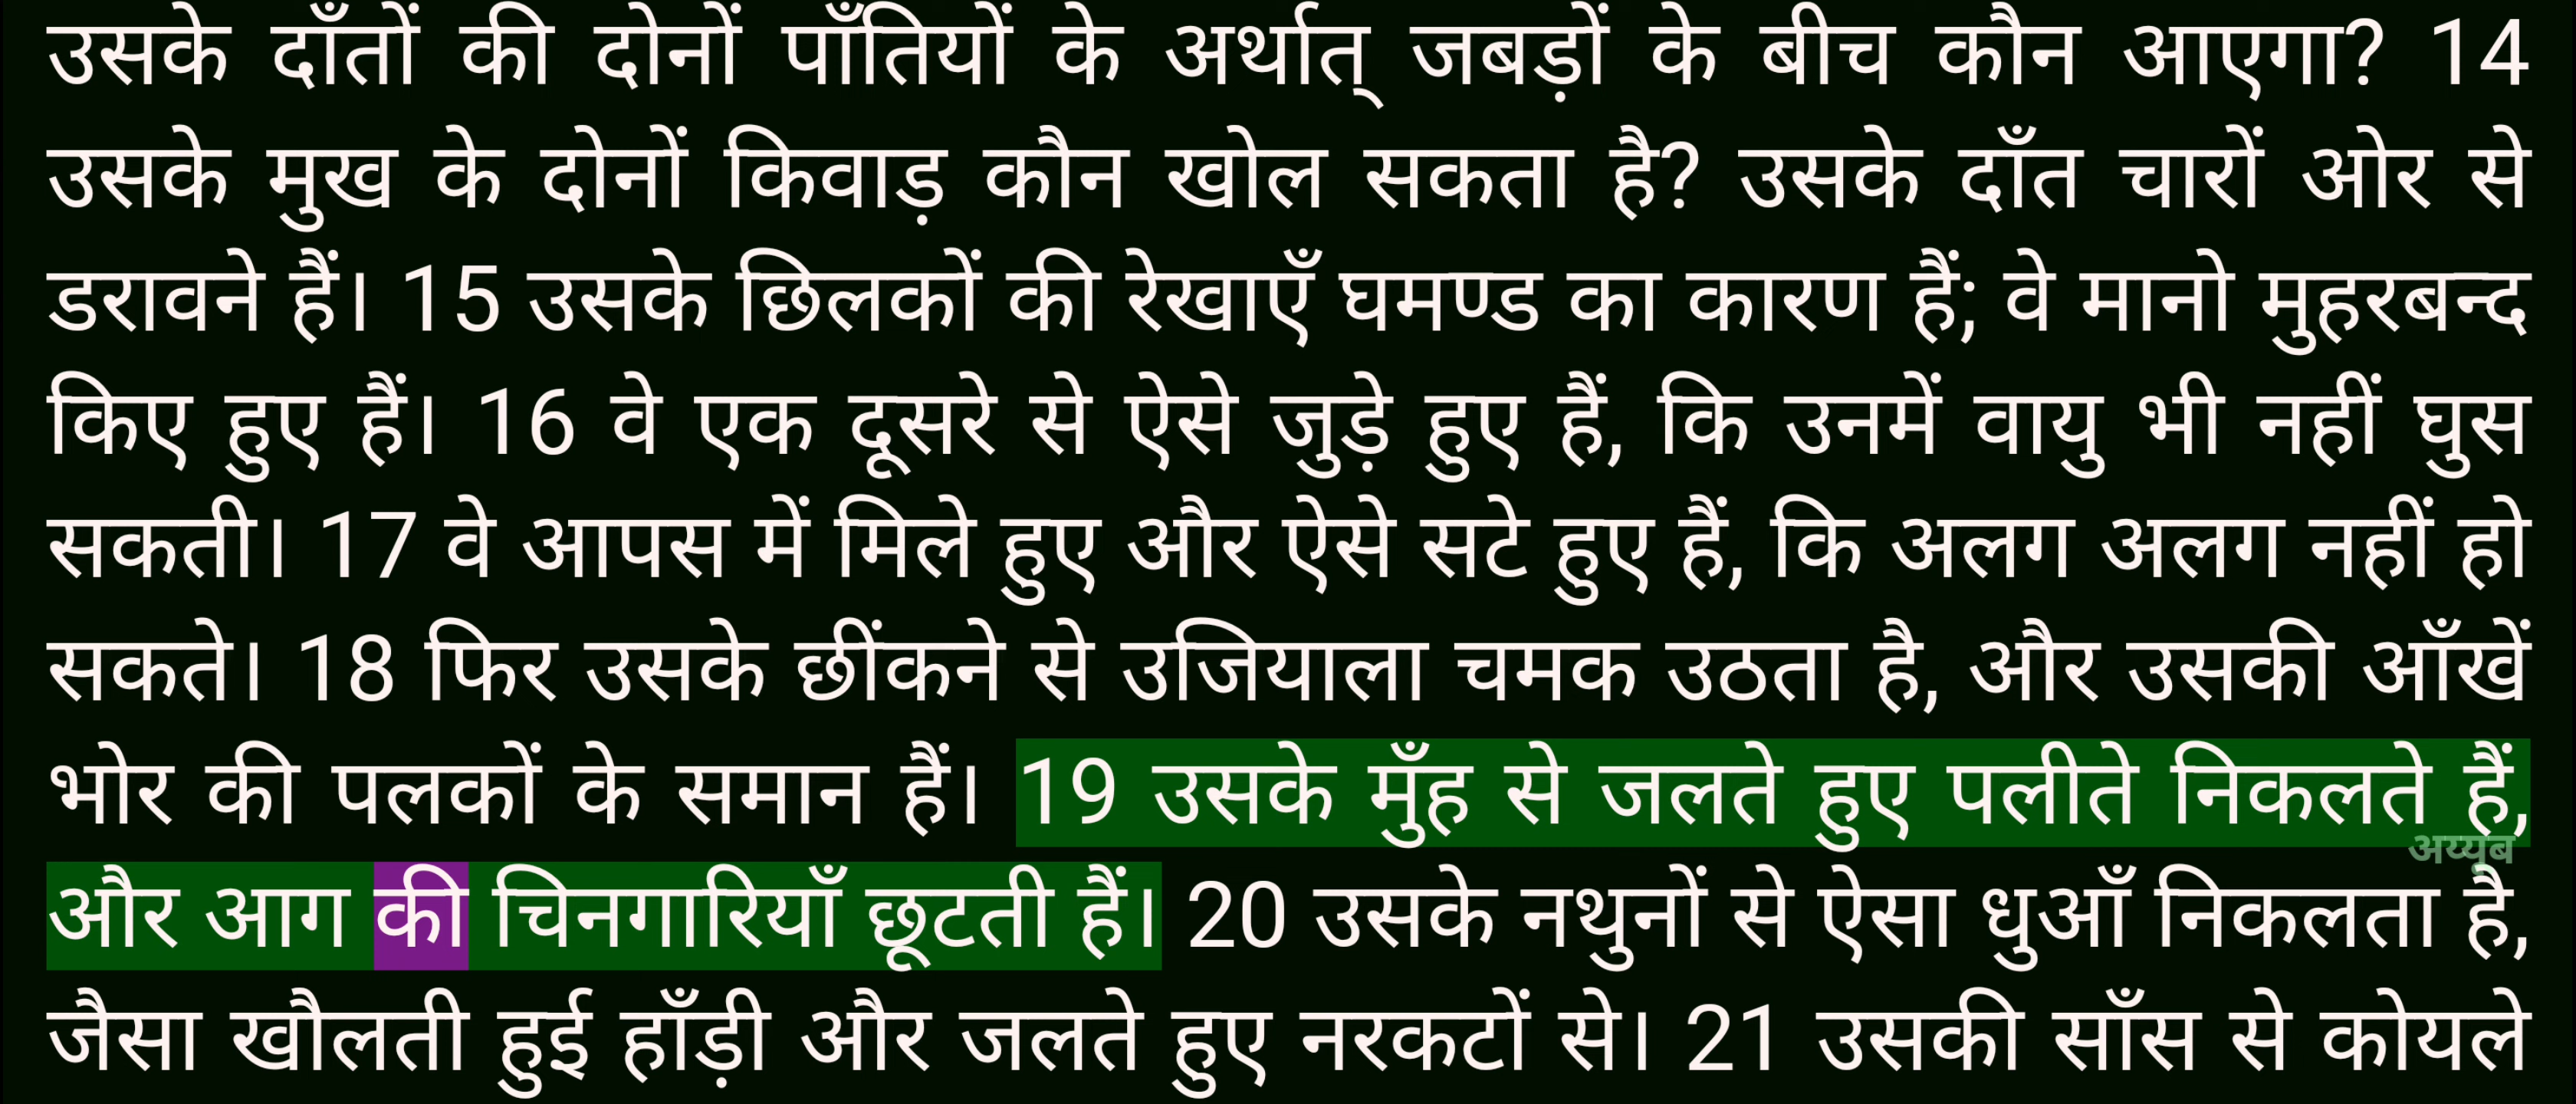 उसके दाँतों की दोनों पाँतियों के अर्थात् जबड़ों के बीच कौन आएगा? 14
उसके मुख के दोनों किवाड़ कौन खोल सकता है? उसके दाँत चारों ओर से
डरावने हैं। 15 उसके छिलकों की रेखाएँ घमण्ड का कारण हैं; वे मानो मुहरबन्द
किए हुए हैं। 16 वे एक दूसरे से ऐसे जुड़े हुए हैं, कि उनमें वायु भी नहीं घुस
सकती। 17 वे आपस में मिले हुए और ऐसे सटे हुए हैं, कि अलग अलग नहीं हो
सकते। 18 फिर उसके छींकने से उजियाला चमक उठता है, और उसकी आँखें
भोर की पलकों के समान हैं। 19 उसके मुँह से जलते हुए पलीते निकलते हैं,
अय्यूब
और आग की चिनगारियाँ छूटती हैं। 20 उसके नथुनों से ऐसा धुआँ निकलता है,
जैसा खौलती हुई हाँड़ी और जलते हुए नरकटों से। 21 उसकी साँस से कोयले